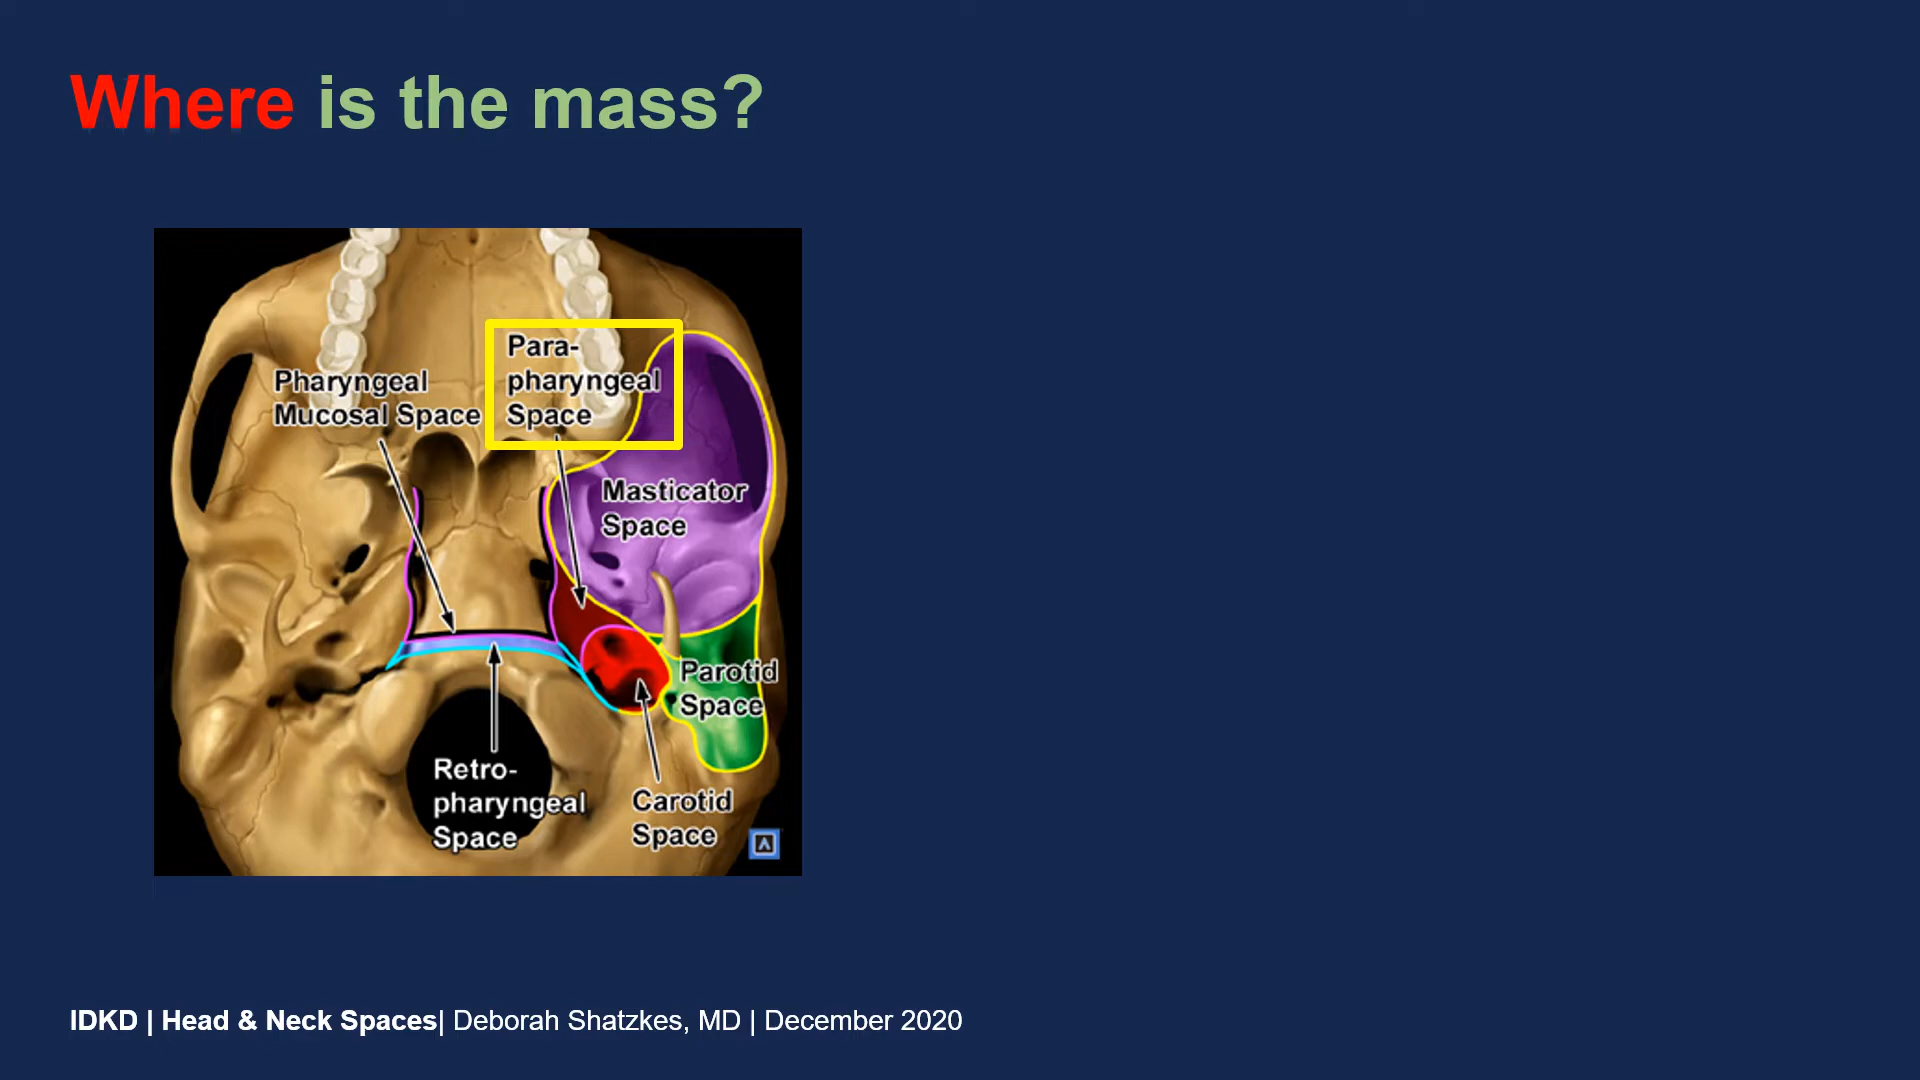 Where is the mass?
Para-
pharyngeal
Space
Pharyngeal
Mucosal Space
Masticator
Space
Parotid
Space
Retro-
pharyngeal
Space
Carotid
Space
A
IDKD | Head & Neck Spaces| Deborah Shatzkes, MD | December 2020